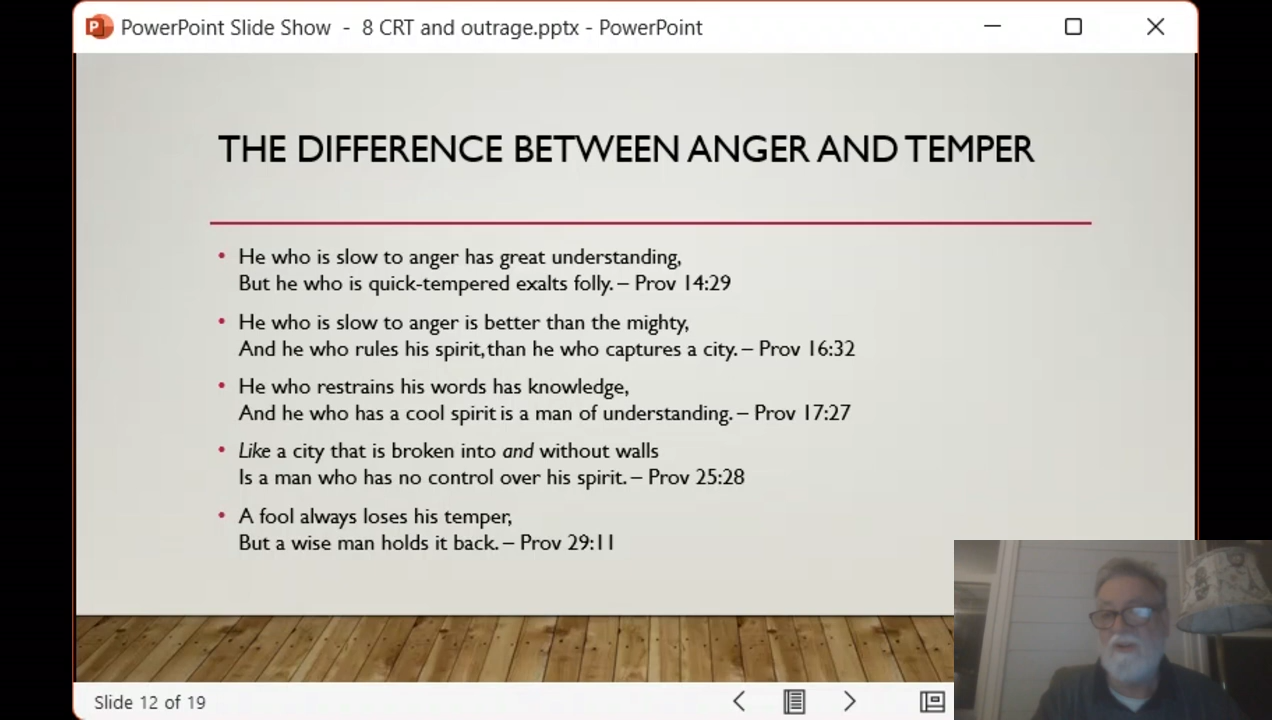 PowerPoint Slide Show - 8 CRT and outrage.pptx - PowerPoint
THE DIFFERENCE BETWEEN ANGER AND TEMPER
• He who is slow to anger has great understanding,
But he who is quick-tempered exalts folly. – Prov 14:29
• He who is slow to anger is better than the mighty,
And he who rules his spirit, than he who captures a city. – Prov 16:32
• He who restrains his words has knowledge,
And he who has a cool spirit is a man of understanding. – Prov 17:27
• Like a city that is broken into and without walls
Is a man who has no control over his spirit. – Prov 25:28
• A fool always loses his temper,
But a wise man holds it back. – Prov 29:11
Slide 12 of 19